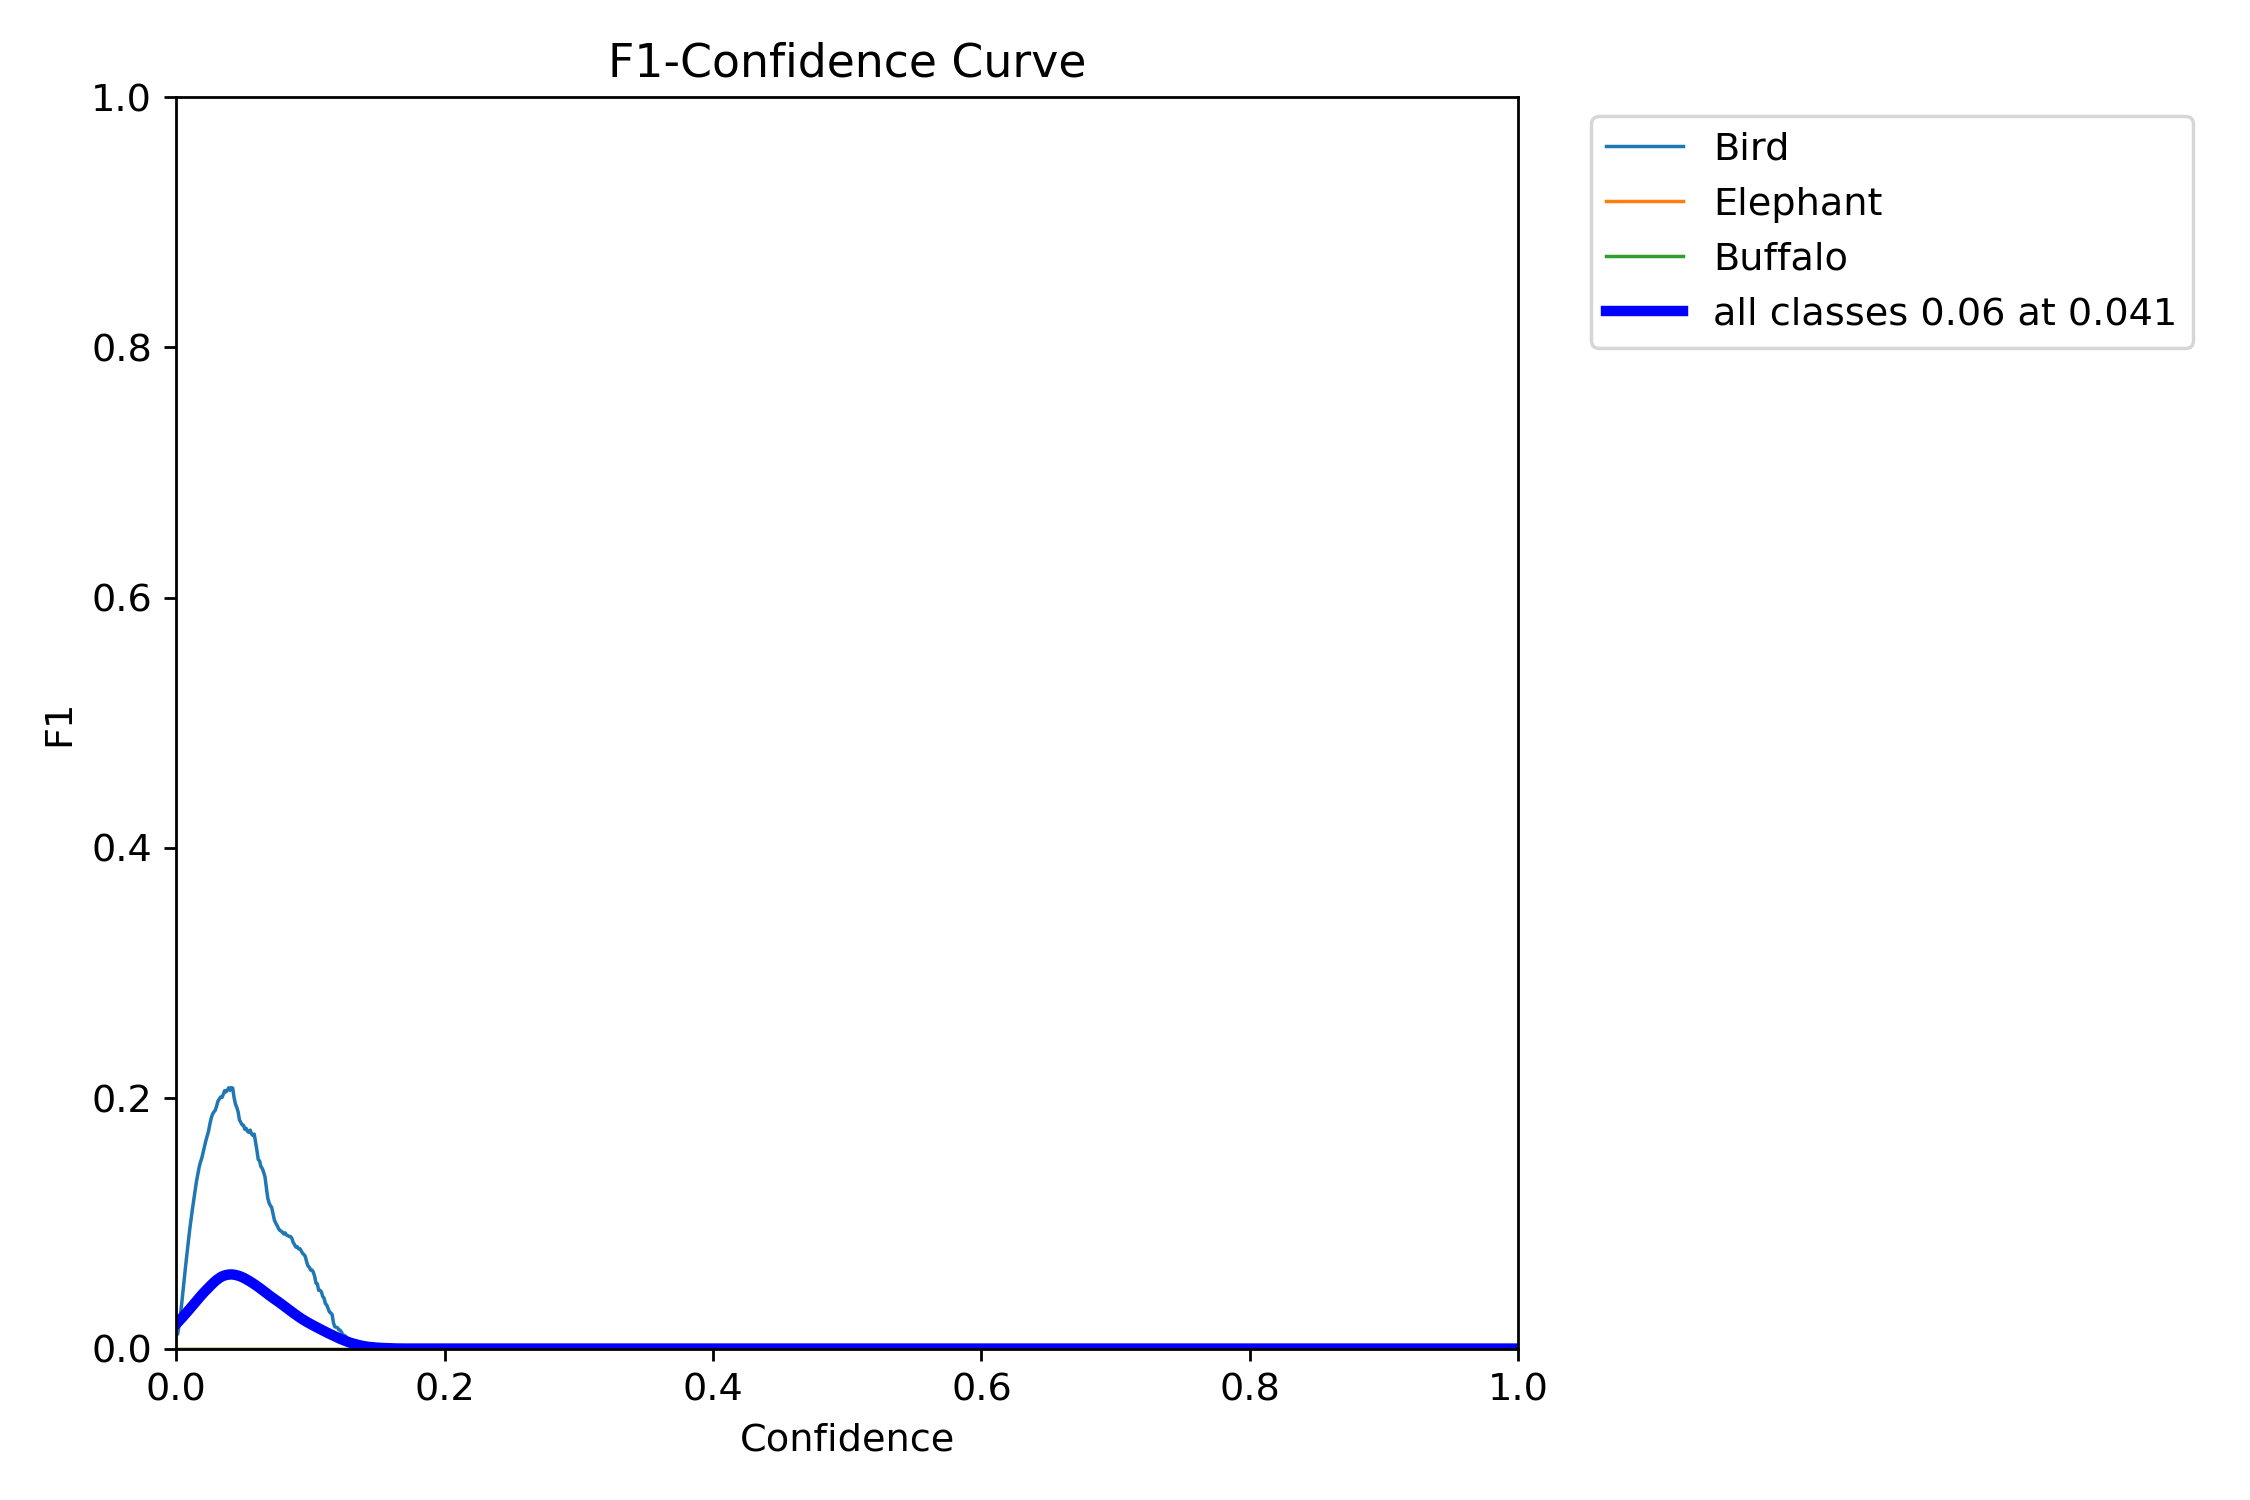 F1-Confidence Curve
1.0
0.8
0.6
0.4
0.2
0.0
F1
0.0 0.2 0.4 0.6 0.8 1.0
Confidence
Bird
Elephant
Buffalo
all classes 0.06 at 0.041